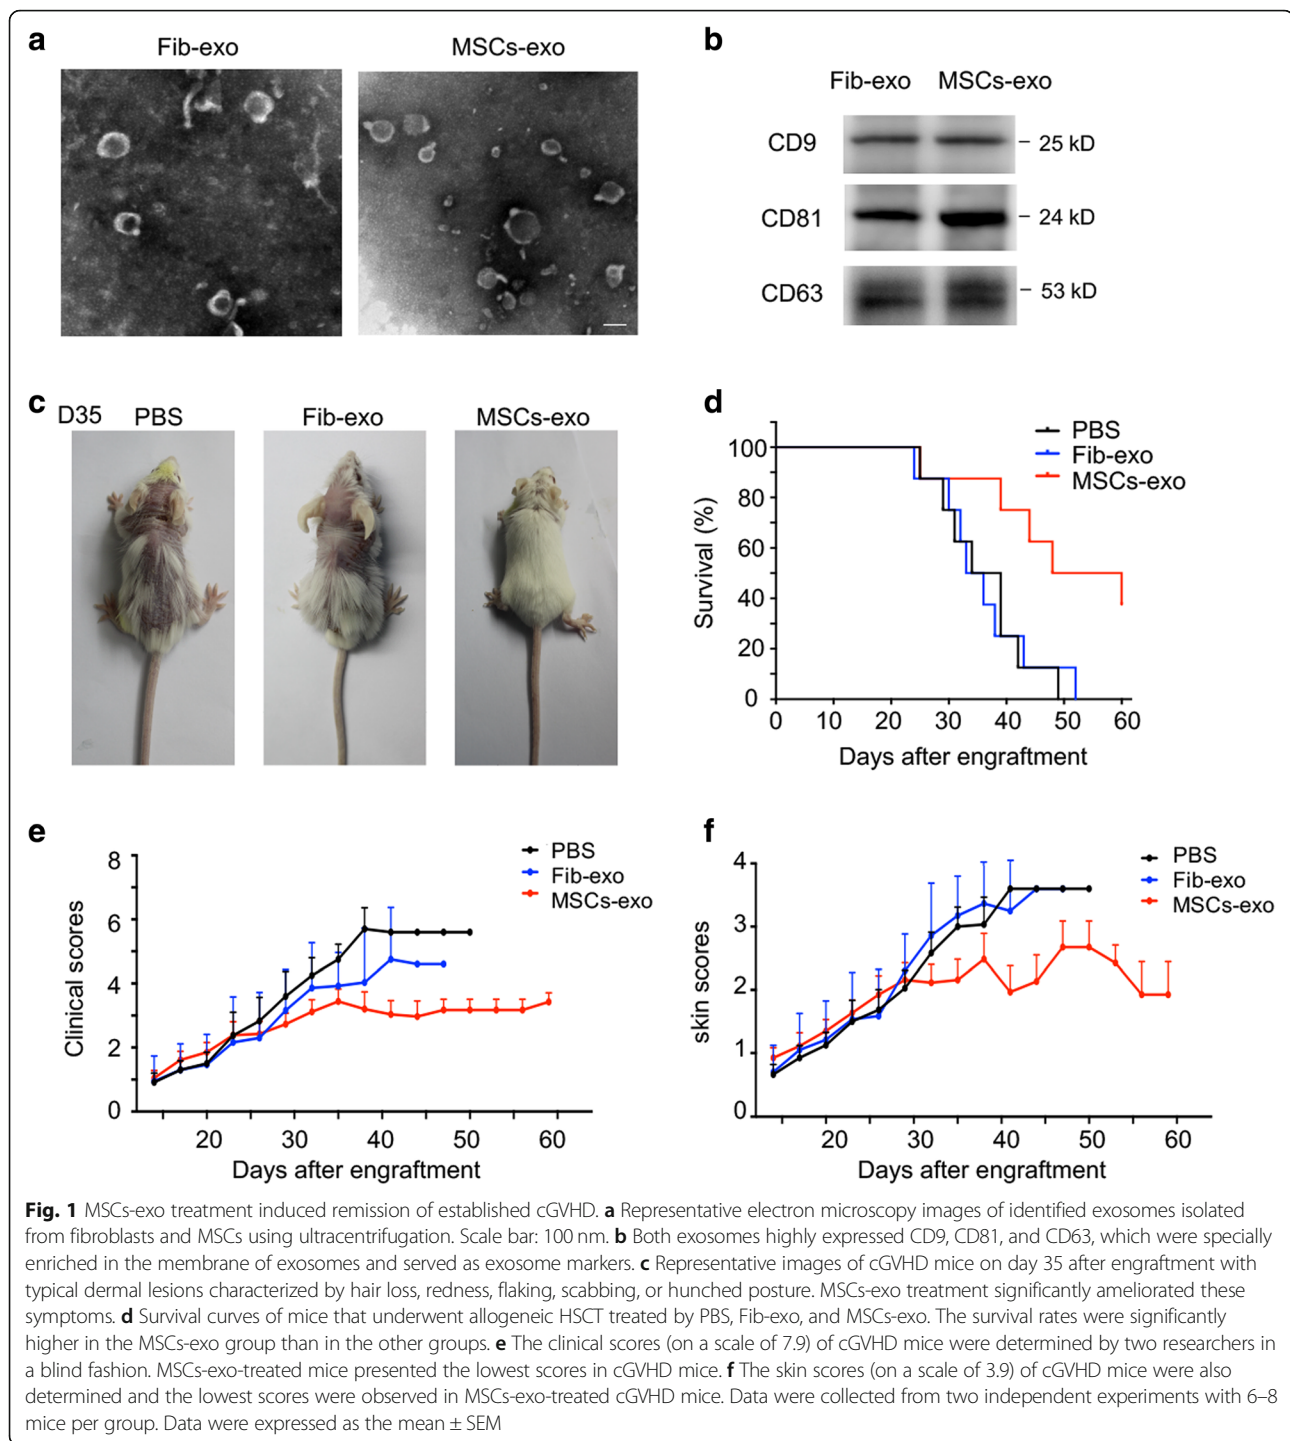 a
Fib-exo
MSCs-exo
b
Fib-exo MSCs-exo
CD9
25 kD
CD81
24 kD
CD63
53 kD
c
D35 PBS
Fib-exo
MSCs-exo
d
Survival (%)
100
80
60
40
20
0
0 10 20 30 40 50 60
Days after engraftment
PBS
Fib-exo
MSCs-exo
e
Clinical scores
8
6
4
2
0
20 30 40 50 60
Days after engraftment
PBS
Fib-exo
MSCs-exo
f
skin scores
4
3
2
1
0
20 30 40 50 60
Days after engraftment
PBS
Fib-exo
MSCs-exo
Fig. 1 MSCs-exo treatment induced remission of established cGVHD. a Representative electron microscopy images of identified exosomes isolated
from fibroblasts and MSCs using ultracentrifugation. Scale bar: 100 nm. b Both exosomes highly expressed CD9, CD81, and CD63, which were specially
enriched in the membrane of exosomes and served as exosome markers. c Representative images of cGVHD mice on day 35 after engraftment with
typical dermal lesions characterized by hair loss, redness, flaking, scabbing, or hunched posture. MSCs-exo treatment significantly ameliorated these
symptoms. d Survival curves of mice that underwent allogeneic HSCT treated by PBS, Fib-exo, and MSCs-exo. The survival rates were significantly
higher in the MSCs-exo group than in the other groups. e The clinical scores (on a scale of 7.9) of cGVHD mice were determined by two researchers in
a blind fashion. MSCs-exo-treated mice presented the lowest scores in cGVHD mice. f The skin scores (on a scale of 3.9) of cGVHD mice were also
determined and the lowest scores were observed in MSCs-exo-treated cGVHD mice. Data were collected from two independent experiments with 6–8
mice per group. Data were expressed as the mean ± SEM